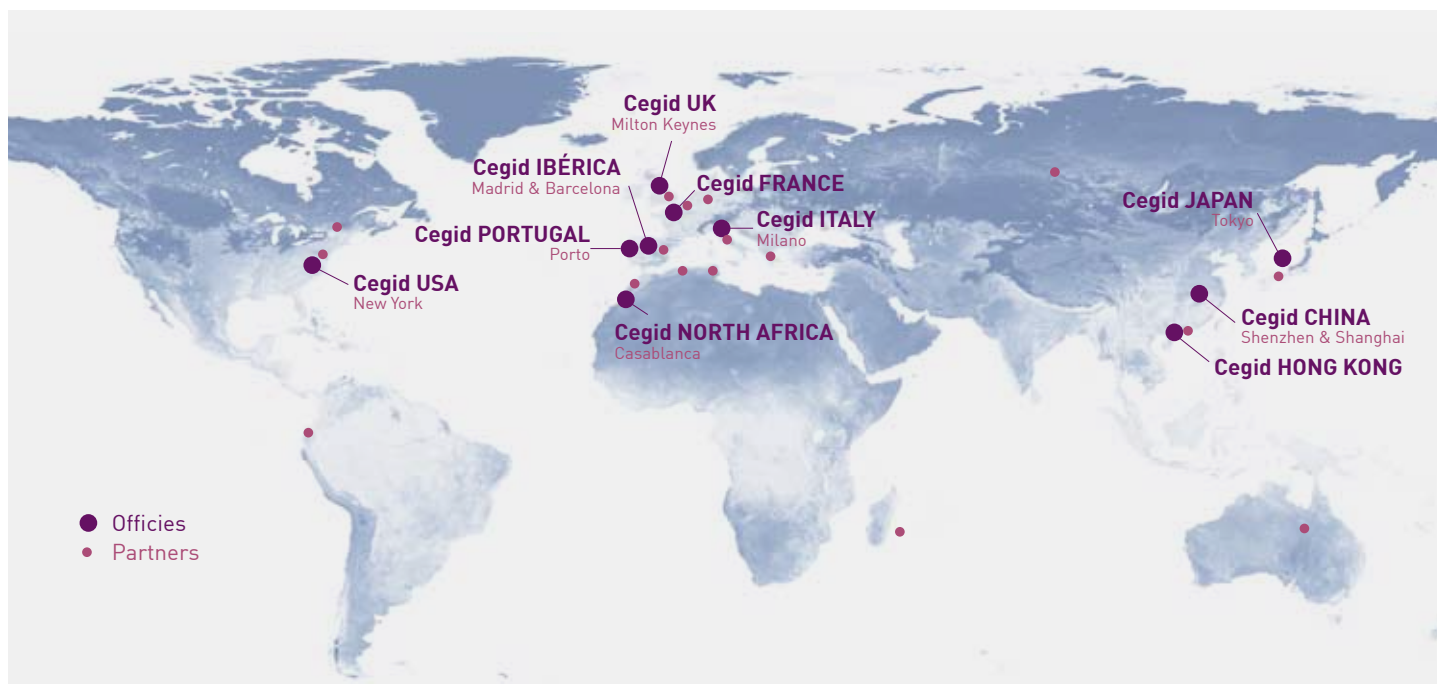 Cegid UK
Milton Keynes
Cegid IBÉRICA
Madrid & Barcelona
Cegid FRANCE
Cegid JAPAN
Tokyo
Cegid ITALY
Milano
Cegid PORTUGAL
Porto
Cegid USA
New York
Cegid CHINA
Shenzhen & Shanghai
Cegid NORTH AFRICA
Casablanca
Cegid HONG KONG
Officies
Partners